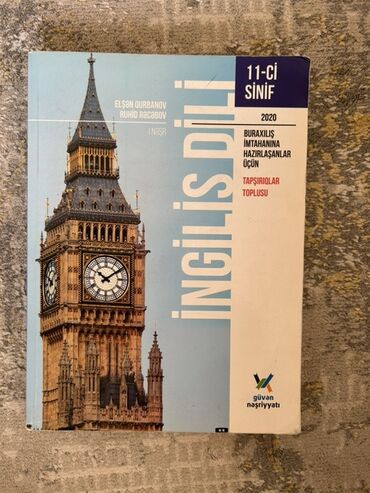 ELŞƏN QURBANOV
RUHİD RƏCƏBOV
I NƏŞR
İNGİLİS DİLİ
11-Cİ
SİNİF
2020
BURAXILIŞ
İMTAHANINA
HAZIRLAŞANLAR
ÜÇÜN
TAPŞIRIQLAR
TOPLUSU
güvən
nəşriyyatı